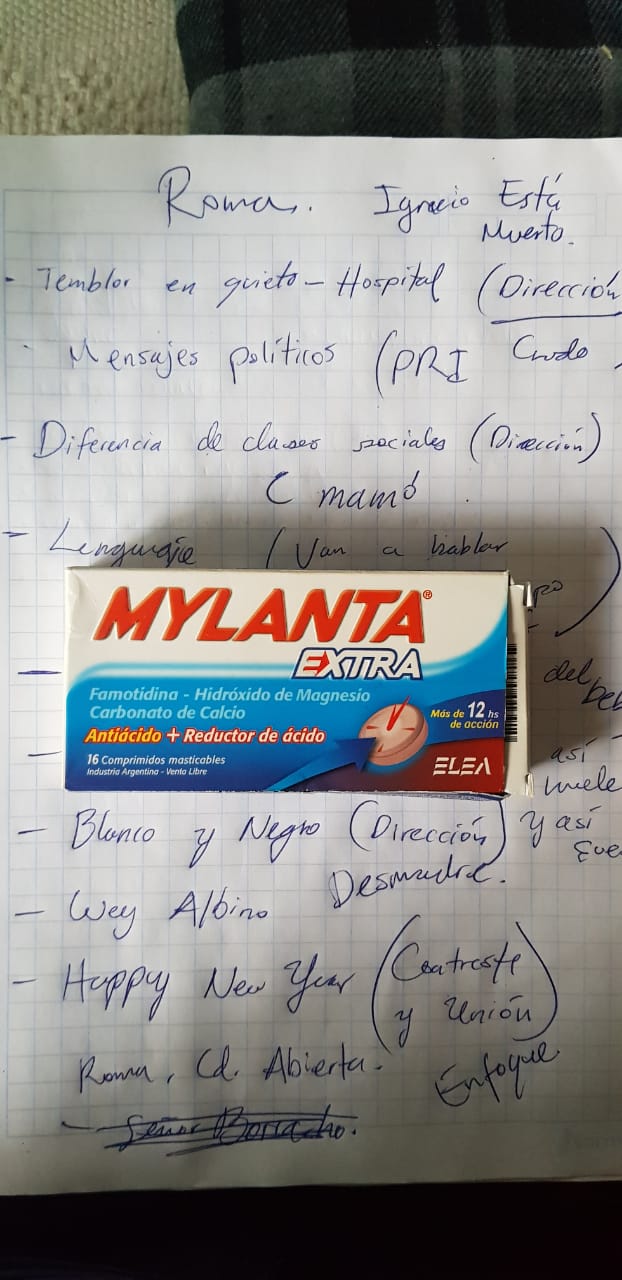 Roma. Ignacio Está
Muerto.
- Temblor en quieto - Hospital (Dirección
- Mensajes políticos (PRI Crudo
- Diferencia de clases sociales (Dirección)
C mamó.
- Lenguaje (Van a hablar
MYLANTA®
EXTRA
Famotidina - Hidróxido de Magnesio
Carbonato de Calcio
Antiácido + Reductor de ácido
Más de 12 hs
de acción
16 Comprimidos masticables
Industria Argentina - Venta Libre
ELEA
del
así
- Blanco y Negro (Dirección) y así
Desmadre.
- Wey Albino
- Happy New Year (Contraste
y Unión)
Roma, Cd. Abierta.
Enfoque
- Señor Borracho.